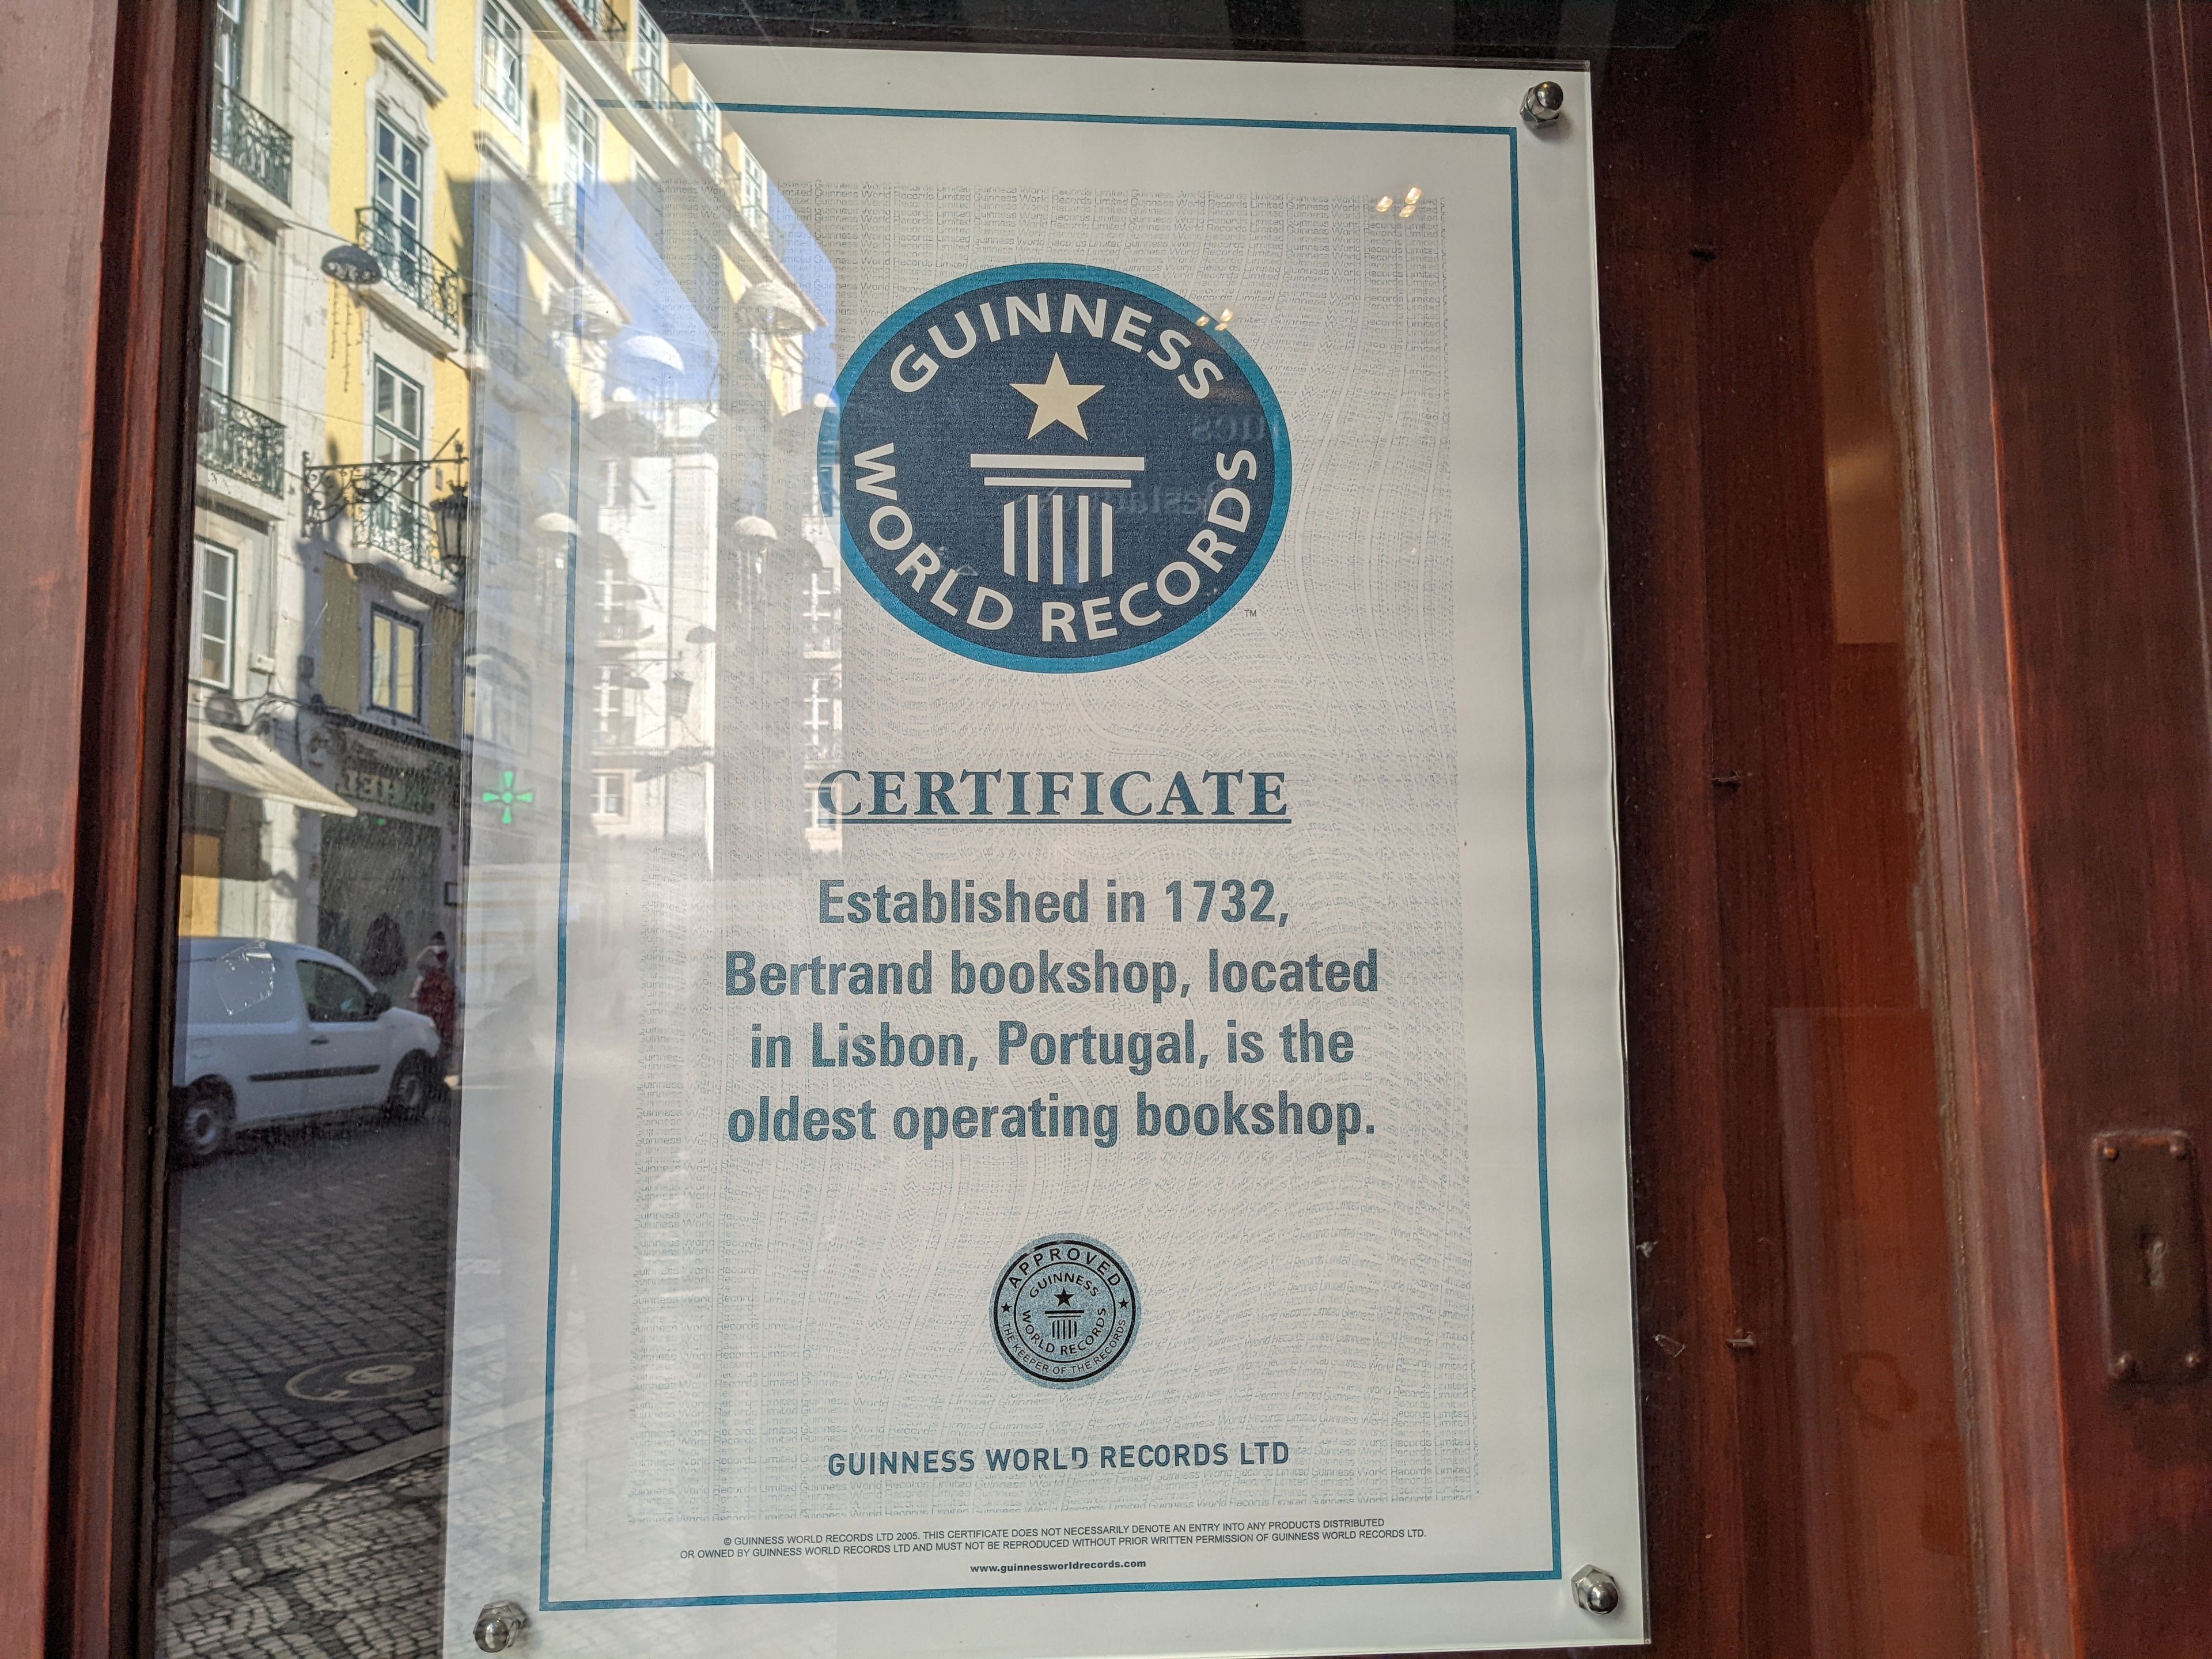 GUINNESS
WORLD RECORDS
TM
CERTIFICATE
Established in 1732,
Bertrand bookshop, located
in Lisbon, Portugal, is the
oldest operating bookshop.
APPROVED
GUINNESS
WORLD RECORDS
THE KEEPER OF THE RECORDS
GUINNESS WORLD RECORDS LTD
© GUINNESS WORLD RECORDS LTD 2005. THIS CERTIFICATE DOES NOT NECESSARILY DENOTE AN ENTRY INTO ANY PRODUCTS DISTRIBUTED
OR OWNED BY GUINNESS WORLD RECORDS LTD AND MUST NOT BE REPRODUCED WITHOUT PRIOR WRITTEN PERMISSION OF GUINNESS WORLD RECORDS LTD.
www.guinnessworldrecords.com